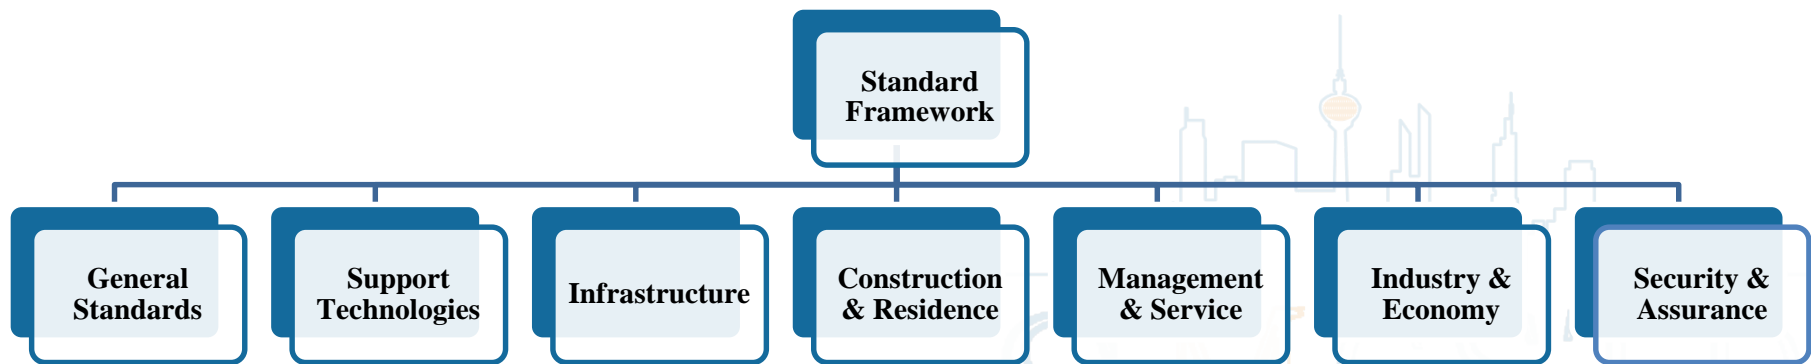 Standard
Framework
General
Standards
Support
Technologies
Infrastructure
Construction
& Residence
Management
& Service
Industry &
Economy
Security &
Assurance